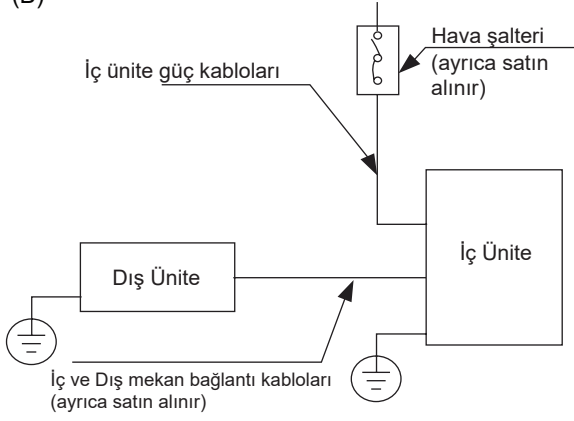 (B)
Hava şalteri
(ayrıca satın
alınır)
İç ünite güç kabloları
İç Ünite
Dış Ünite
İç ve Dış mekan bağlantı kabloları
(ayrıca satın alınır)